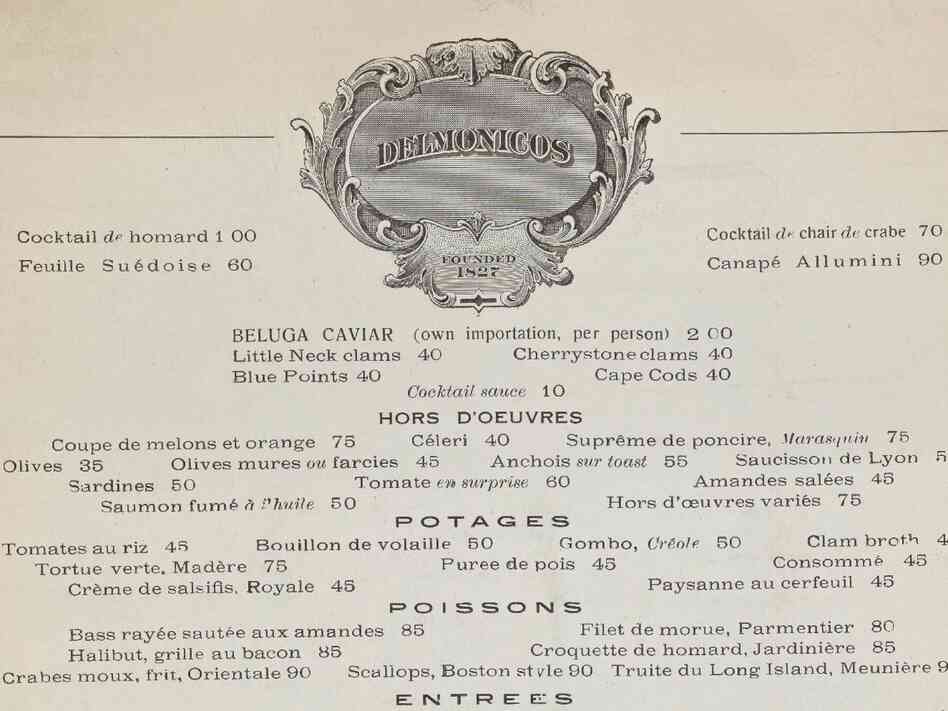 DELMONICOS
FOUNDED
1827
Cocktail de homard 1 00 Cocktail de chair de crabe 70
Feuille Suédoise 60 Canapé Allumini 90
BELUGA CAVIAR (own importation, per person) 2 00
Little Neck clams 40 Cherrystone clams 40
Blue Points 40 Cape Cods 40
Cocktail sauce 10
HORS D'OEUVRES
Coupe de melons et orange 75 Céleri 40 Suprême de poncire, Marasquin 75
Olives 35 Olives mures ou farcies 45 Anchois sur toast 55 Saucisson de Lyon
Sardines 50 Tomate en surprise 60 Amandes salées 45
Saumon fumé à l'huile 50 Hors d'œuvres variés 75
POTAGES
Tomates au riz 45 Bouillon de volaille 50 Gombo, Créole 50 Clam broth
Tortue verte, Madère 75 Puree de pois 45 Consommé 45
Crème de salsifis, Royale 45 Paysanne au cerfeuil 45
POISSONS
Bass rayée sautée aux amandes 85 Filet de morue, Parmentier 80
Halibut, grille au bacon 85 Croquette de homard, Jardinière 85
Crabes moux, frit, Orientale 90 Scallops, Boston style 90 Truite du Long Island, Meunière
ENTREES